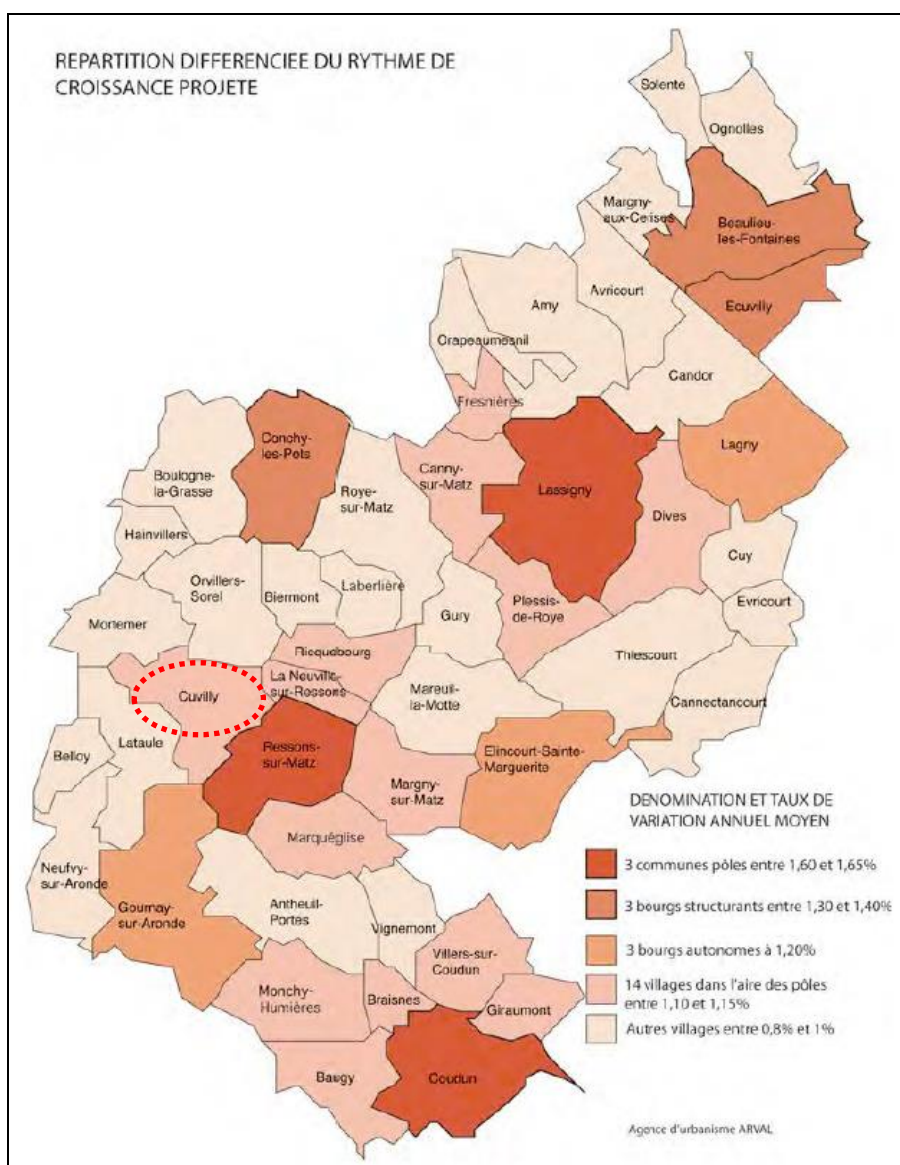 REPARTITION DIFFERENCIEE DU RYTHME DE
CROISSANCE PROJETE
Solente
Ognolles
Margny-
aux-Cerises
Beaulieu-
les-Fontaines
Avricourt
Ecuvilly
Amy
Crapeaumesnil
Candor
Fresnières
Conchy-
les-Pots
Lagny
Canny-
sur-Matz
Boulogne-
la-Grasse
Lassigny
Roye-
sur-Matz
Dives
Hainvillers
Cuy
Orvillers-
Sorel
Biermont
Laberlière
Plessis-
de-Roye
Evricourt
Mortemer
Gury
Ricquebourg
Thiescourt
La Neuville-
sur-Ressons
Cuvilly
Mareuil-
la-Motte
Cannectancourt
Lataule
Ressons-
sur-Matz
Belloy
Elincourt-Sainte-
Marguerite
Margny-
sur-Matz
DENOMINATION ET TAUX DE
VARIATION ANNUEL MOYEN
Marquéglise
3 communes pôles entre 1,60 et 1,65%
Neufvy-
sur-Aronde
Gournay-
sur-Aronde
Antheuil-
Portes
3 bourgs structurants entre 1,30 et 1,40%
Vignemont
3 bourgs autonomes à 1,20%
Villers-sur-
Coudun
14 villages dans l'aire des pôles
entre 1,10 et 1,15%
Monchy-
Humières
Braisnes
Giraumont
Autres villages entre 0,8% et 1%
Baugy
Coudun
Agence d'urbanisme ARVAL